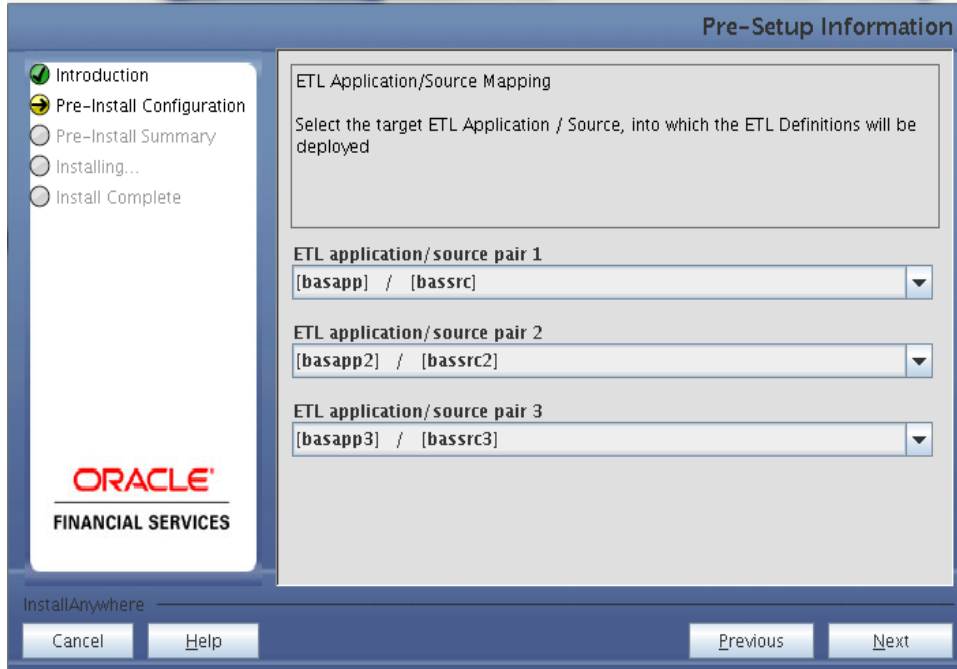 Pre-Setup Information
Introduction
Pre-Install Configuration
Pre-Install Summary
Installing...
Install Complete
ORACLE'
FINANCIAL SERVICES
ETL Application/Source Mapping
Select the target ETL Application / Source, into which the ETL Definitions will be
deployed
ETL application/source pair 1
[basapp] / [bassrc]
ETL application/source pair 2
[basapp2] / [bassrc2]
ETL application/source pair 3
[basapp3] / [bassrc3]
InstallAnywhere
Cancel Help Previous Next